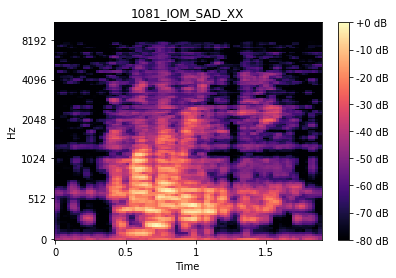 1081_IOM_SAD_XX
8192
4096
2048
1024
512
0
Hz
0
0.5
1.0
1.5
Time
+0 dB
-10 dB
-20 dB
-30 dB
-40 dB
-50 dB
-60 dB
-70 dB
-80 dB